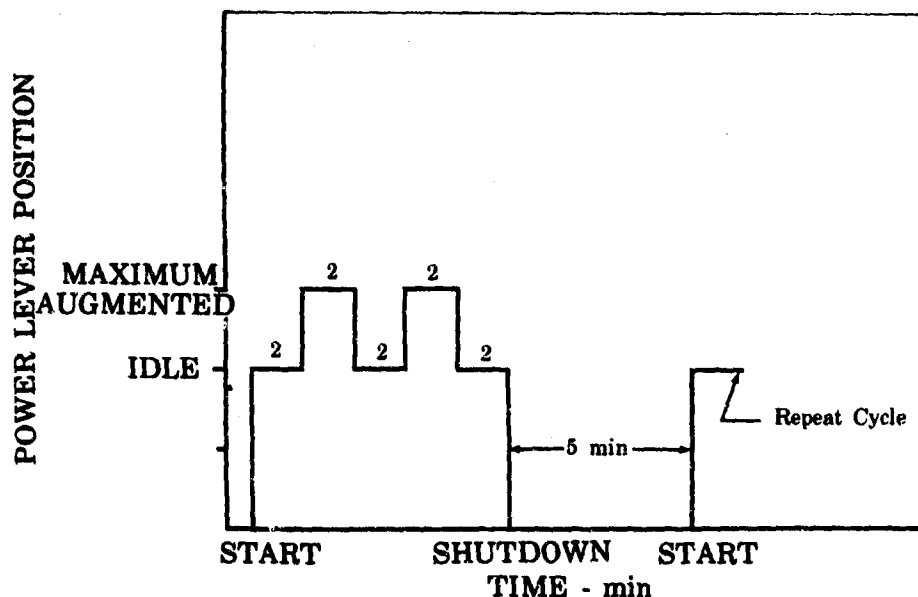 POWER LEVER POSITION
MAXIMUM
AUGMENTED
IDLE
2
2
2
2
2
5 min
Repeat Cycle
START
SHUTDOWN
START
TIME - min